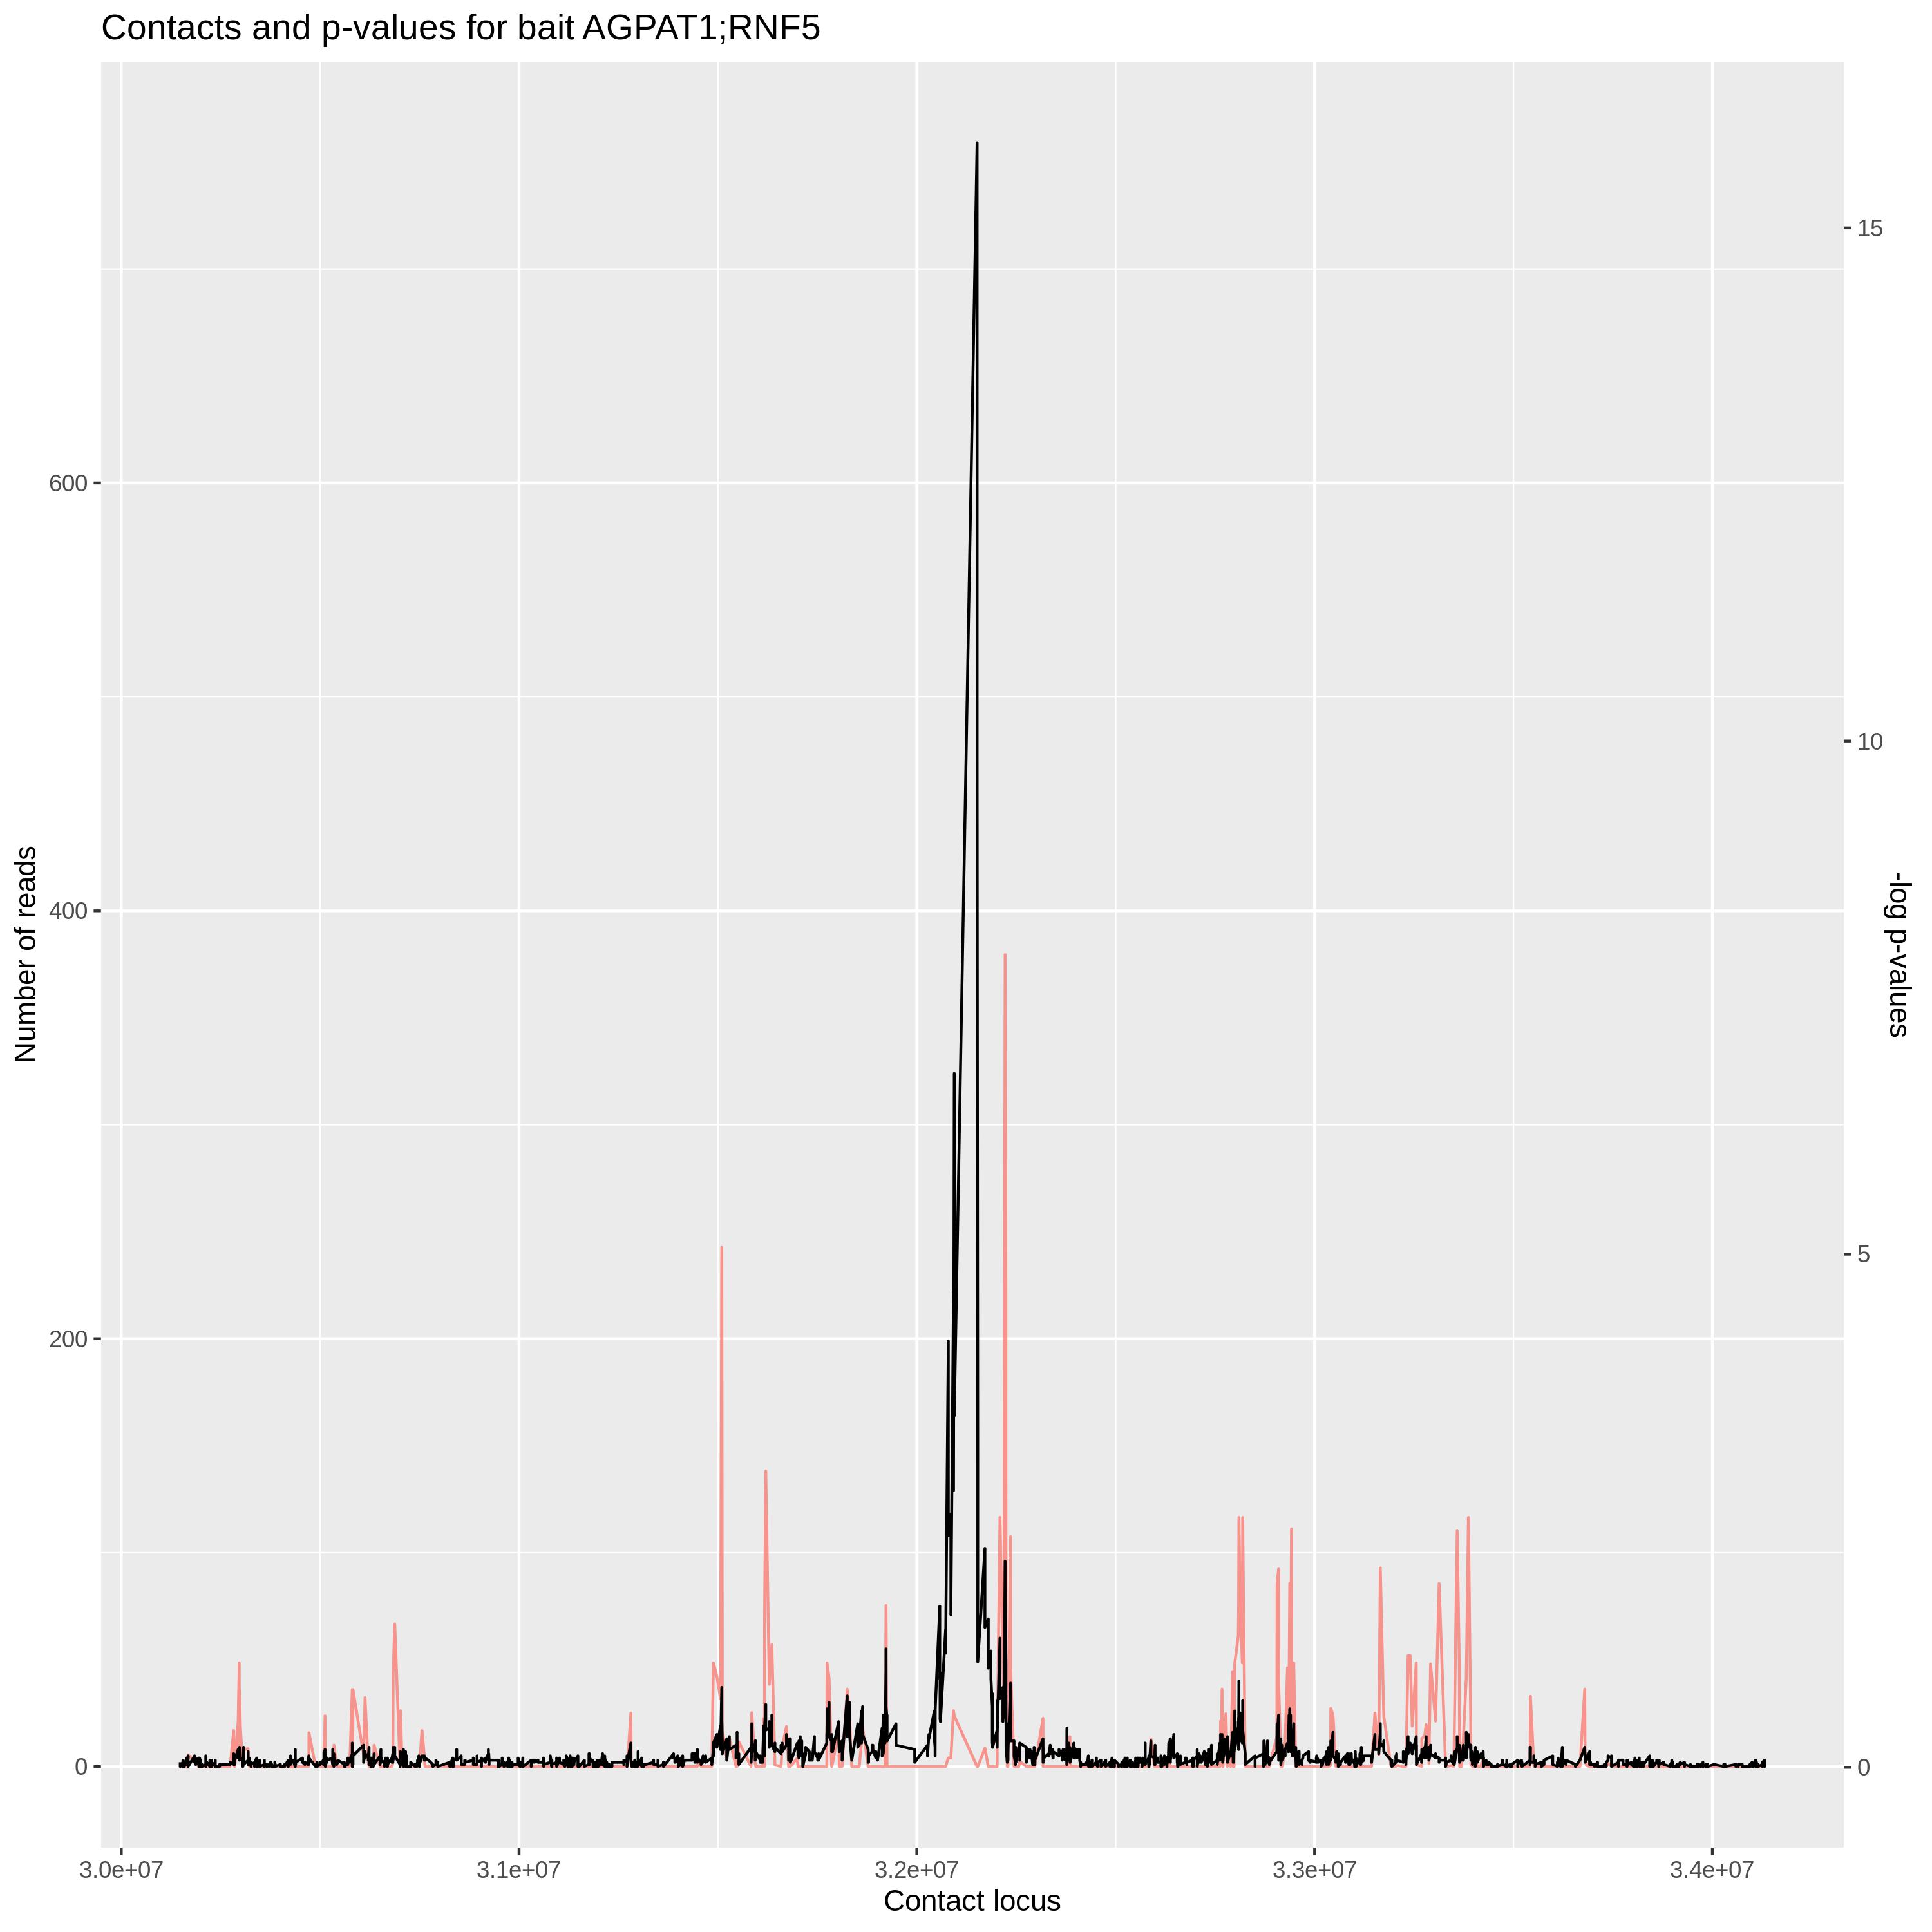 Contacts and p-values for bait AGPAT1;RNF5
Number of reads
600
400
200
0
15
10
5
0
-log p-values
3.0e+07
3.1e+07
3.2e+07
3.3e+07
3.4e+07
Contact locus